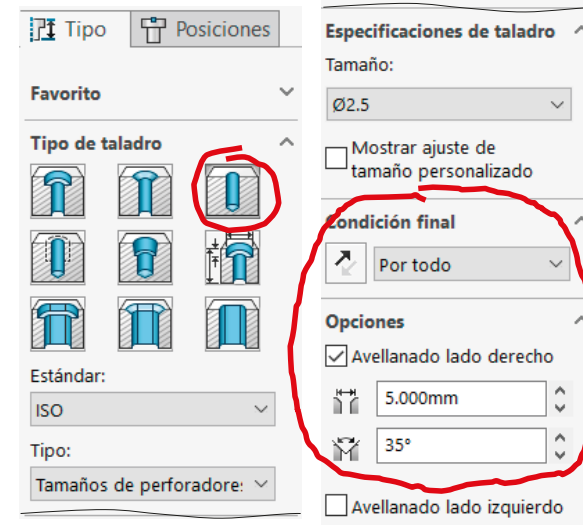 Tipo
Posiciones
Favorito
Tipo de taladro
Estándar:
ISO
Tipo:
Tamaños de perforadore:
Especificaciones de taladro
Tamaño:
Ø2.5
Mostrar ajuste de
tamaño personalizado
Condición final
Por todo
Opciones
Avellanado lado derecho
5.000mm
35°
Avellanado lado izquierdo